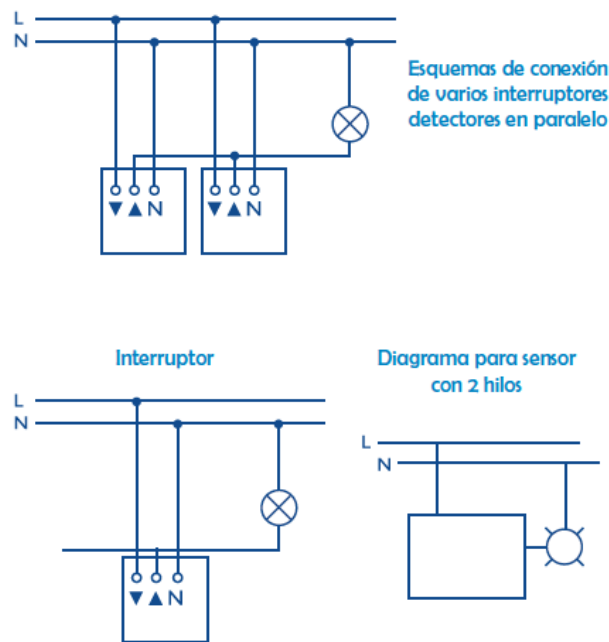 L
N
Esquemas de conexión
de varios interruptores
detectores en paralelo
▼ ▲ N
▼ ▲ N
Interruptor
L
N
▼ ▲ N
Diagrama para sensor
con 2 hilos
L
N